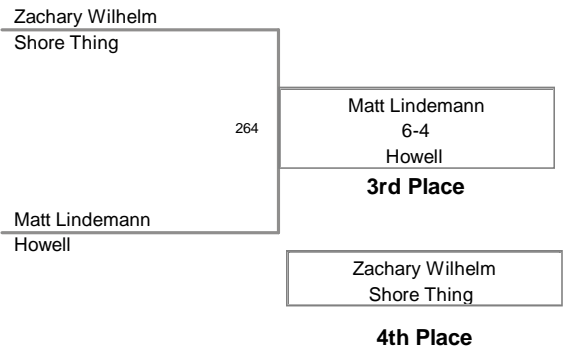 Zachary Wilhelm
Shore Thing
264
Matt Lindemann
6-4
Howell
3rd Place
Matt Lindemann
Howell
Zachary Wilhelm
Shore Thing
4th Place